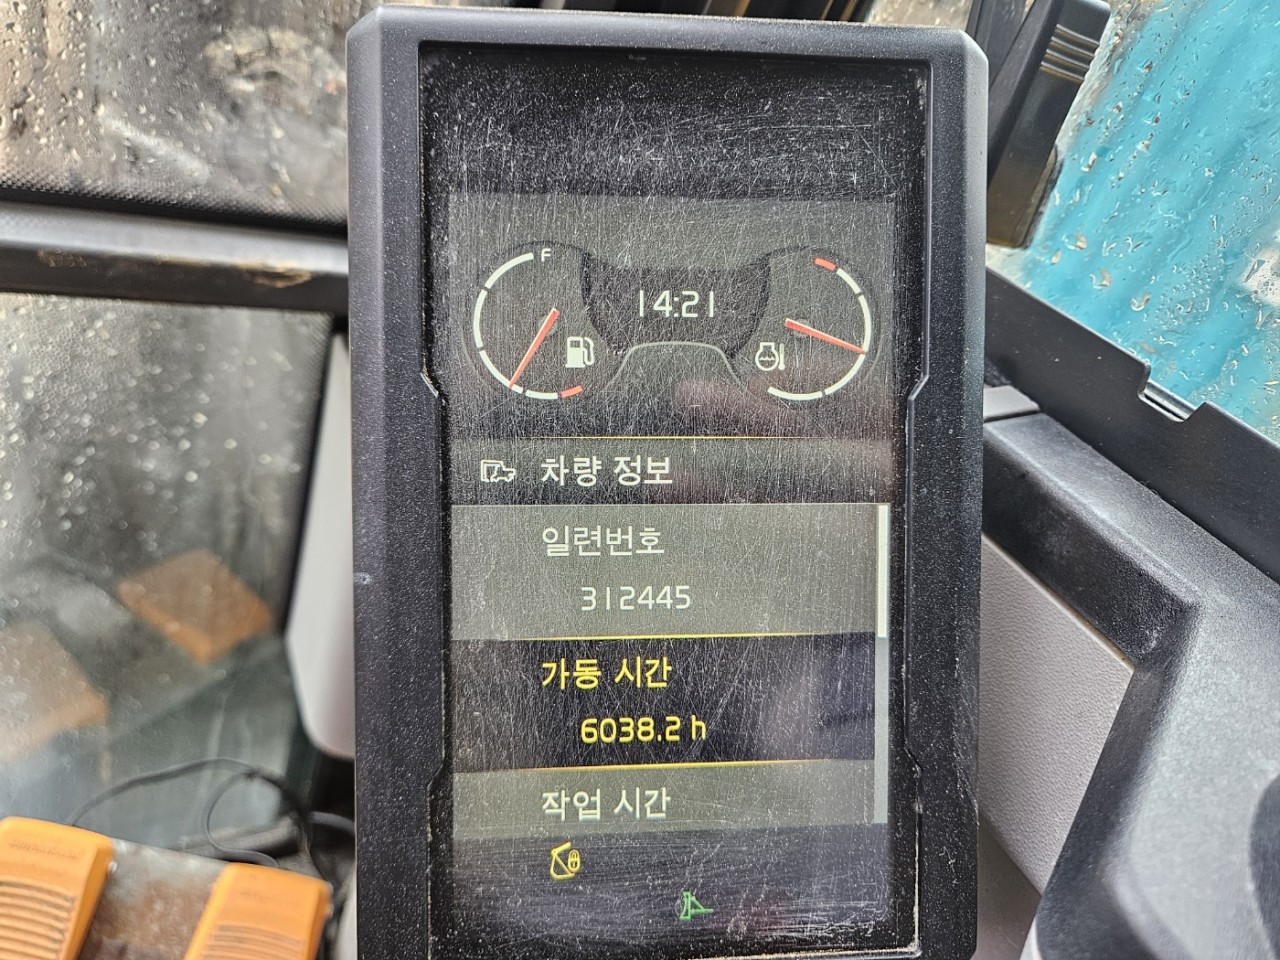 F
14:21
차량 정보
일련번호
312445
가동 시간
6038.2 h
작업 시간